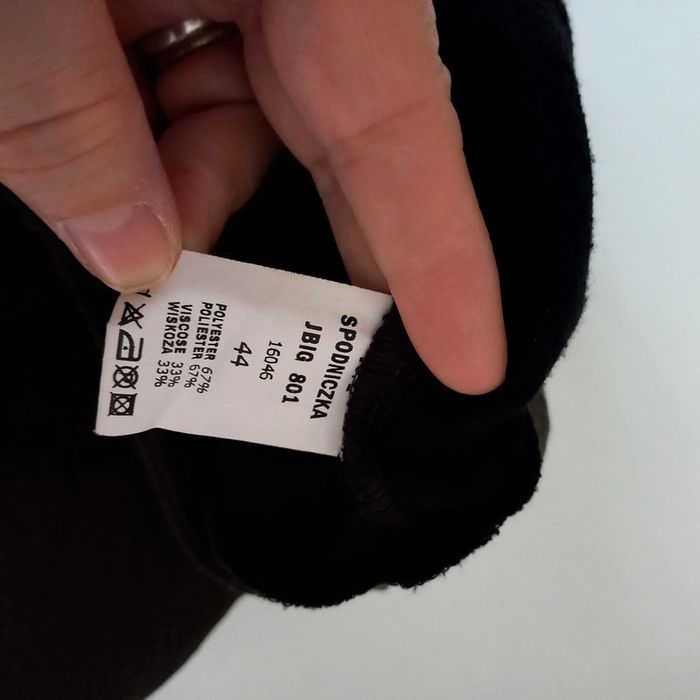 SPODNICZKA
JBIG 801
16046
44
POLYESTER 67%
POLIESTER 67%
VISCOSE 33%
WISKOZA 33%